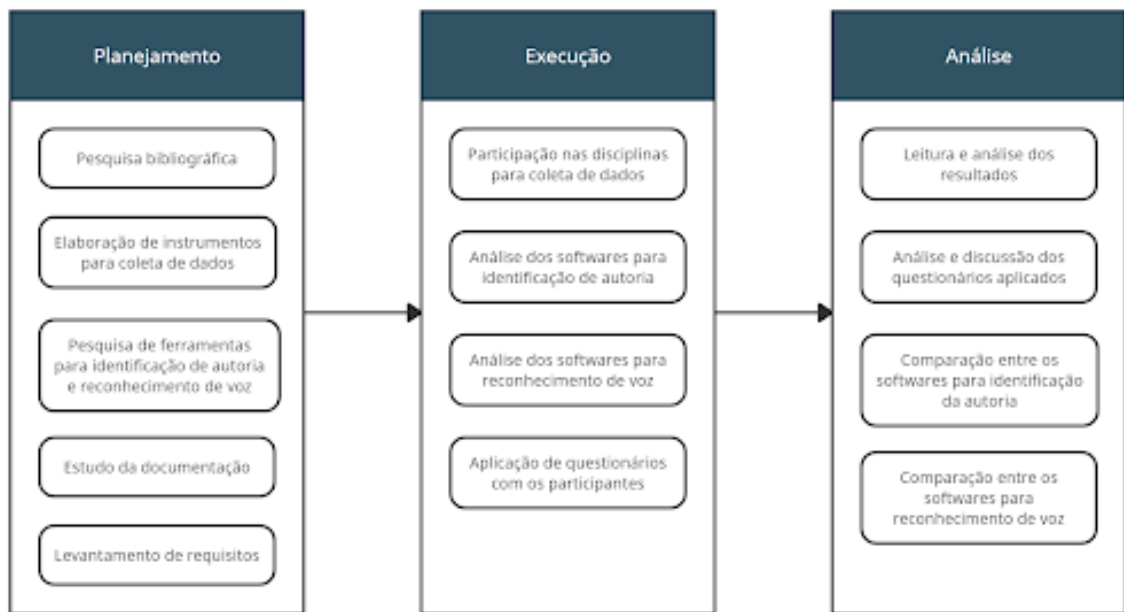 Planejamento
Pesquisa bibliográfica
Elaboração de instrumentos
para coleta de dados
Pesquisa de ferramentas
para identificação de autoria
e reconhecimento de voz
Estudo da documentação
Levantamento de requisitos
Execução
Participação nas disciplinas
para coleta de dados
Análise dos softwares para
identificação de autoria
Análise dos softwares para
reconhecimento de voz
Aplicação de questionários
com os participantes
Análise
Leitura e análise dos
resultados
Análise e discussão dos
questionários aplicados
Comparação entre os
softwares para identificação
da autoria
Comparação entre os
softwares para
reconhecimento de voz